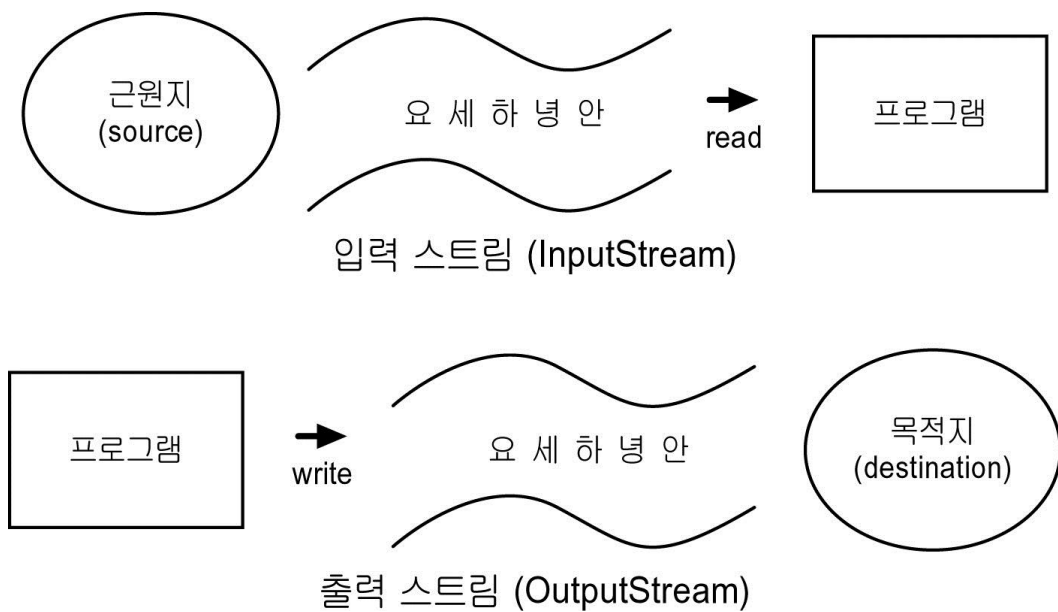 근원지
(source)
요 세 하 녕 안
read
프로그램
입력 스트림 (InputStream)
프로그램
write
요 세 하 녕 안
목적지
(destination)
출력 스트림 (OutputStream)